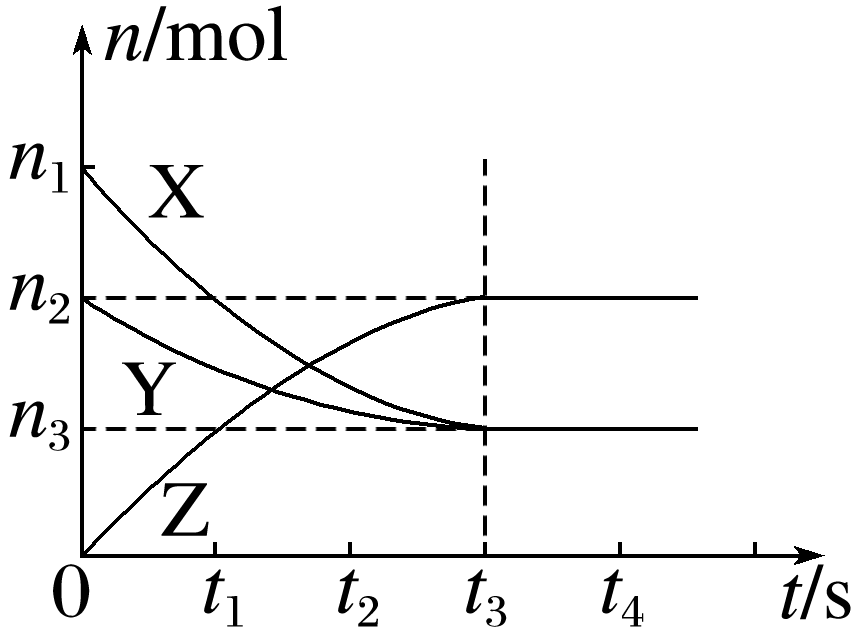 n/mol
n₁
X
n₂
Y
n₃
Z
0 t₁ t₂ t₃ t₄ t/s